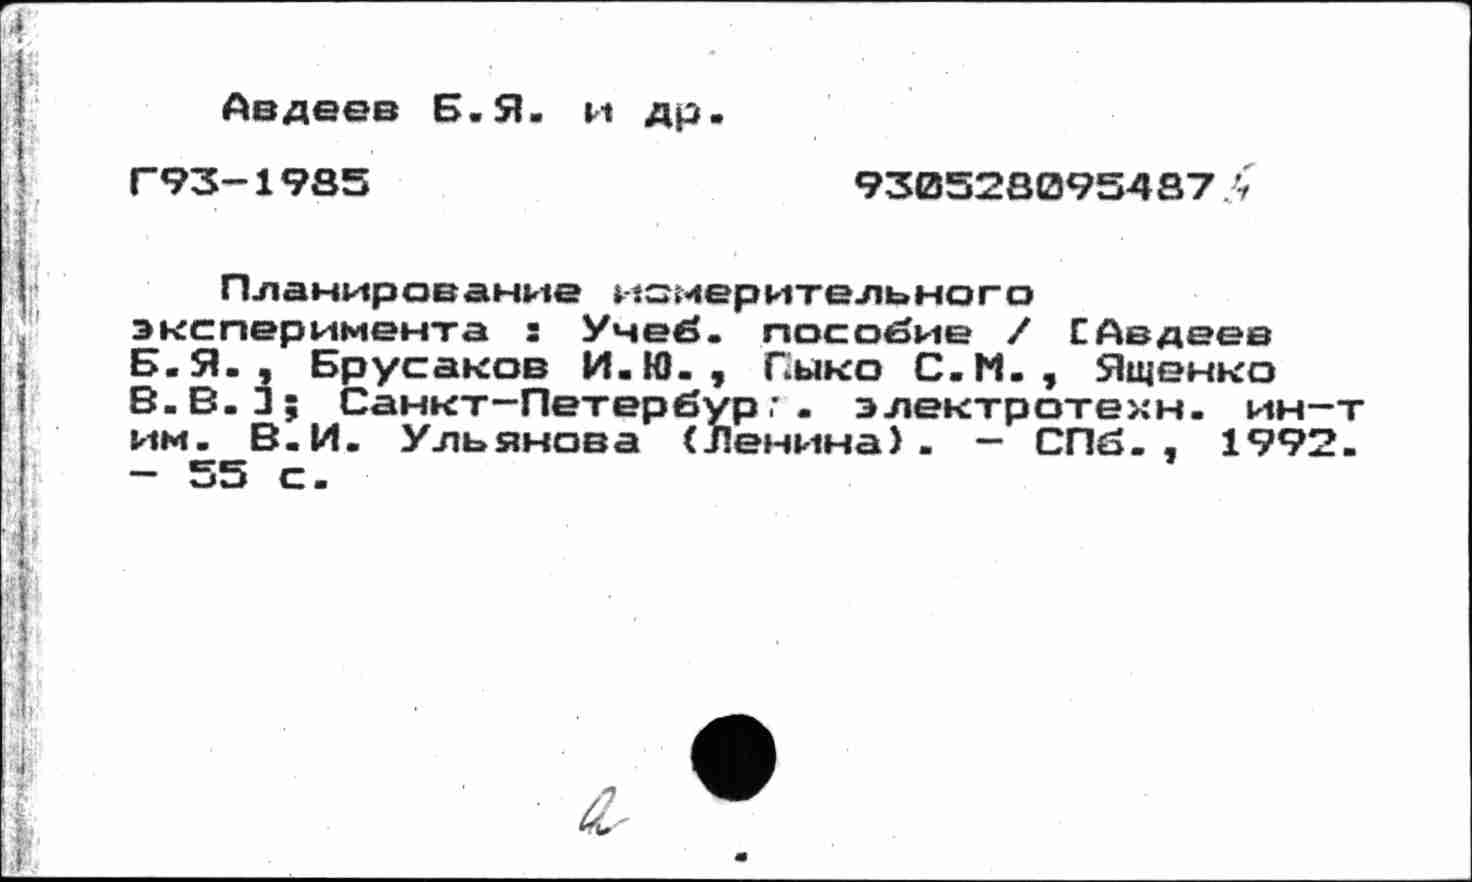 Авдеев Б.Я. и др.
Г93-1985 930528095487
Планирование измерительного
эксперимента : Учеб. пособие / [Авдеев
Б.Я., Брусаков И.Ю., Пыко С.М., Ященко
В.В.]; Санкт-Петербург. электротехн. ин-т
им. В.И. Ульянова (Ленина). - СПб., 1992.
- 55 с.